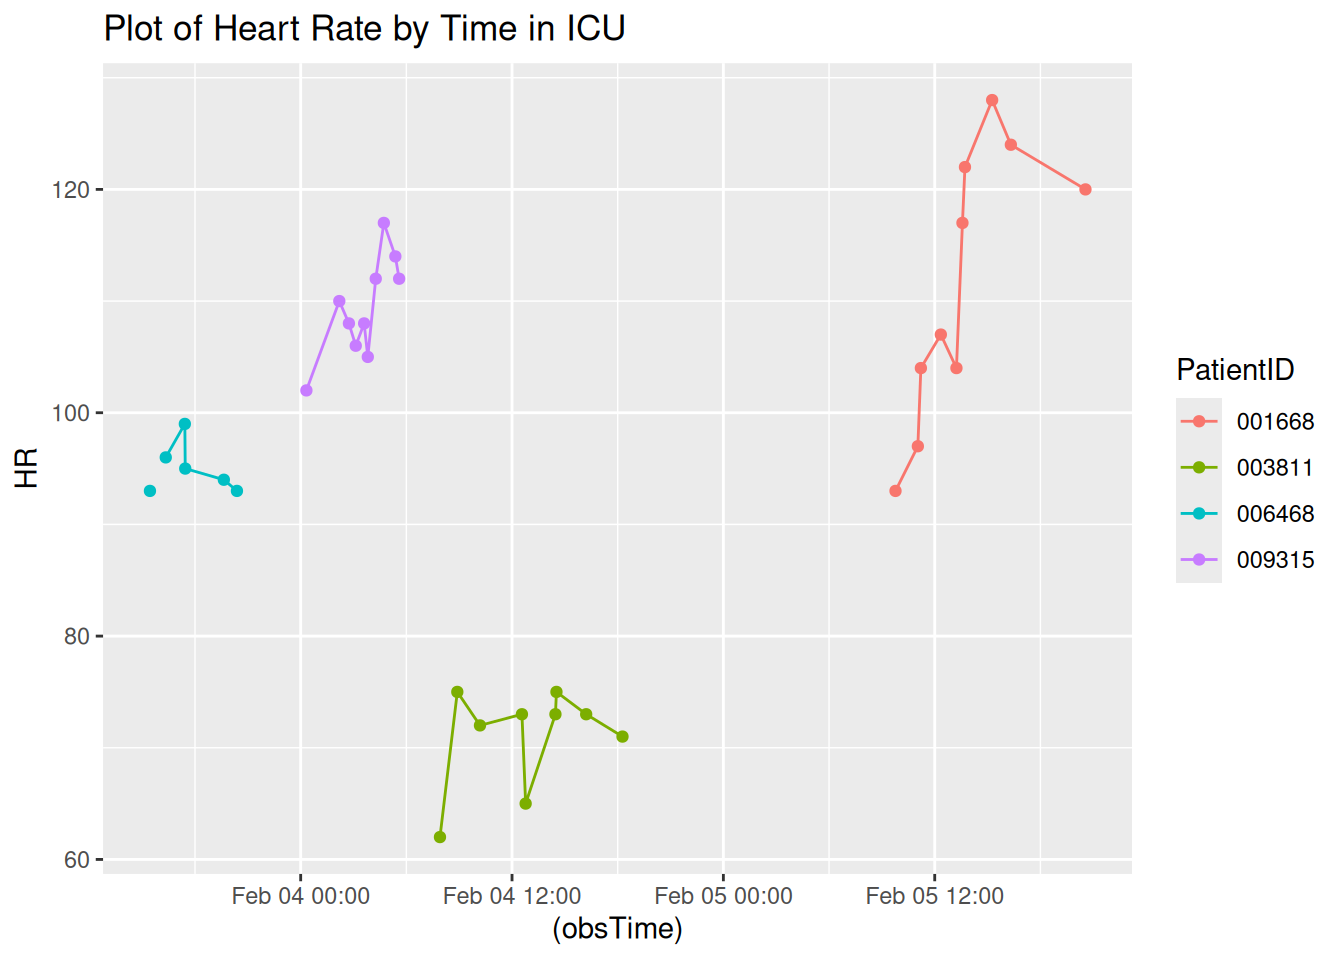 Plot of Heart Rate by Time in ICU
HR
120
100
80
60
Feb 04 00:00
Feb 04 12:00
Feb 05 00:00
Feb 05 12:00
(obsTime)
PatientID
001668
003811
006468
009315